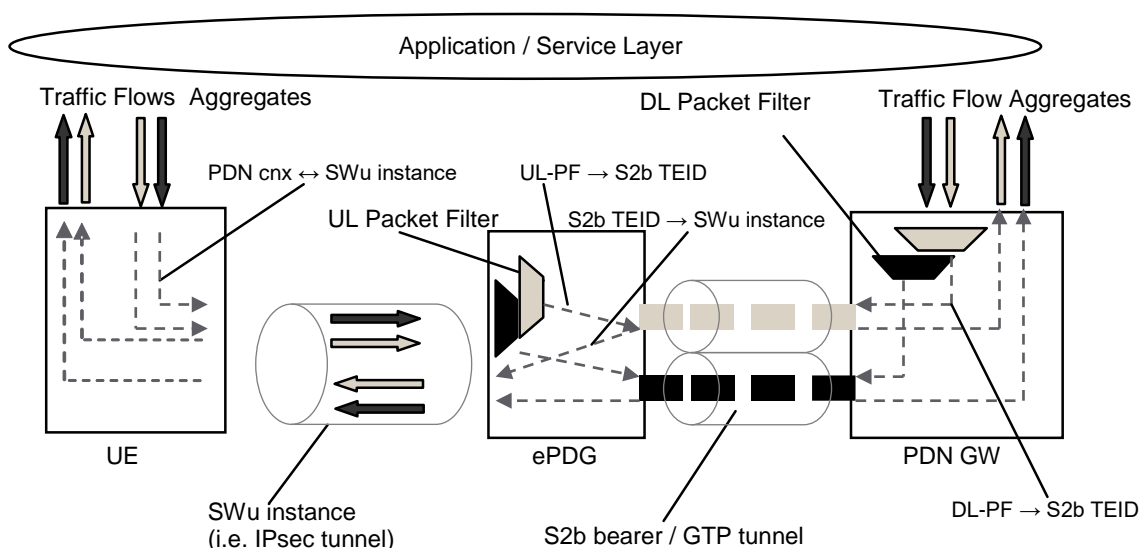 Application / Service Layer
Traffic Flows Aggregates
DL Packet Filter
Traffic Flow Aggregates
PDN cnx ↔ SWu instance
UL-PF → S2b TEID
UL Packet Filter
S2b TEID → SWu instance
UE
ePDG
PDN GW
SWu instance
(i.e. IPsec tunnel)
S2b bearer / GTP tunnel
DL-PF → S2b TEID